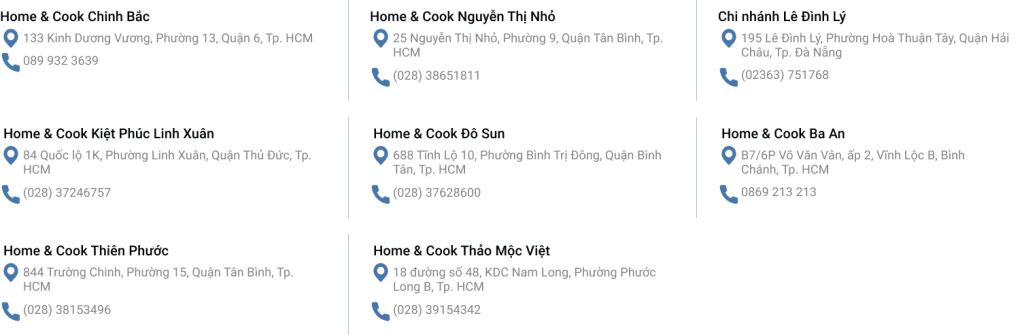 Home & Cook Chinh Bắc
133 Kinh Dương Vương, Phường 13, Quận 6, Tp. HCM
089 932 3639
Home & Cook Nguyễn Thị Nhỏ
25 Nguyễn Thị Nhỏ, Phường 9, Quận Tân Bình, Tp.
HCM
(028) 38651811
Chi nhánh Lê Đình Lý
195 Lê Đình Lý, Phường Hoà Thuận Tây, Quận Hải
Châu, Tp. Đà Nẵng
(02363) 751768
Home & Cook Kiệt Phúc Linh Xuân
84 Quốc lộ 1K, Phường Linh Xuân, Quận Thủ Đức, Tp.
HCM
(028) 37246757
Home & Cook Đô Sun
688 Tỉnh Lộ 10, Phường Bình Trị Đông, Quận Bình
Tân, Tp. HCM
(028) 37628600
Home & Cook Ba An
B7/6P Võ Văn Vân, ấp 2, Vĩnh Lộc B, Bình
Chánh, Tp. HCM
0869 213 213
Home & Cook Thiên Phước
844 Trường Chinh, Phường 15, Quận Tân Bình, Tp.
HCM
(028) 38153496
Home & Cook Thảo Mộc Việt
18 đường số 48, KDC Nam Long, Phường Phước
Long B, Tp. HCM
(028) 39154342